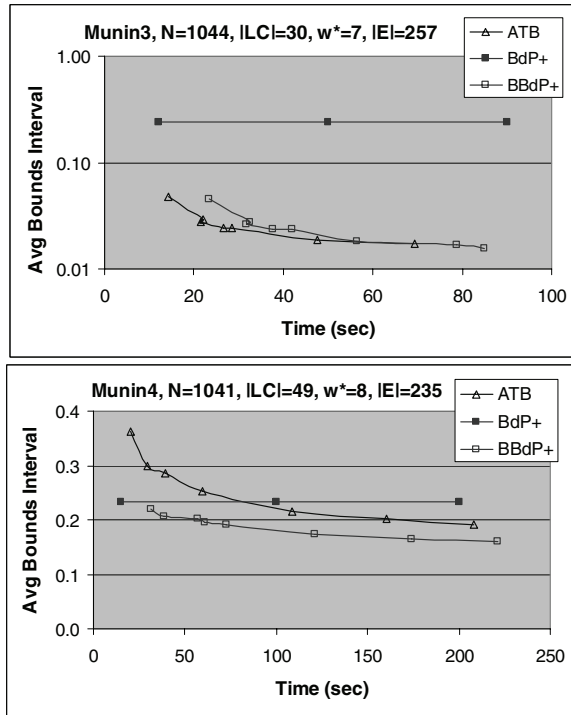 Munin3, N=1044, |LC|=30, w*=7, |E|=257
ATB
BdP+
BBdP+
1.00
0.10
0.01
Avg Bounds Interval
0
20
40
60
80
100
Time (sec)
Munin4, N=1041, |LC|=49, w*=8, |E|=235
ATB
BdP+
BBdP+
0.4
0.3
0.2
0.1
0.0
Avg Bounds Interval
0
50
100
150
200
250
Time (sec)